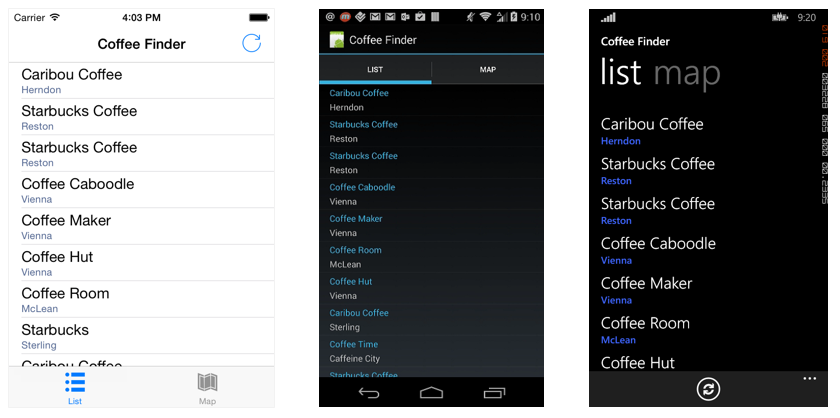 Carrier 4:03 PM
Coffee Finder
Caribou Coffee
Herndon
Starbucks Coffee
Reston
Starbucks Coffee
Reston
Coffee Caboodle
Vienna
Coffee Maker
Vienna
Coffee Hut
Vienna
Coffee Room
McLean
Starbucks
Sterling
Caribou Coffee
List Map
@ 9:10
Coffee Finder
LIST MAP
Caribou Coffee
Herndon
Starbucks Coffee
Reston
Starbucks Coffee
Reston
Coffee Caboodle
Vienna
Coffee Maker
Vienna
Coffee Room
McLean
Coffee Hut
Vienna
Caribou Coffee
Sterling
Coffee Time
Caffeine City
Starbucks Coffee
9:20
Coffee Finder
list map
Caribou Coffee
Herndon
Starbucks Coffee
Reston
Starbucks Coffee
Reston
Coffee Caboodle
Vienna
Coffee Maker
Vienna
Coffee Room
McLean
Coffee Hut
...